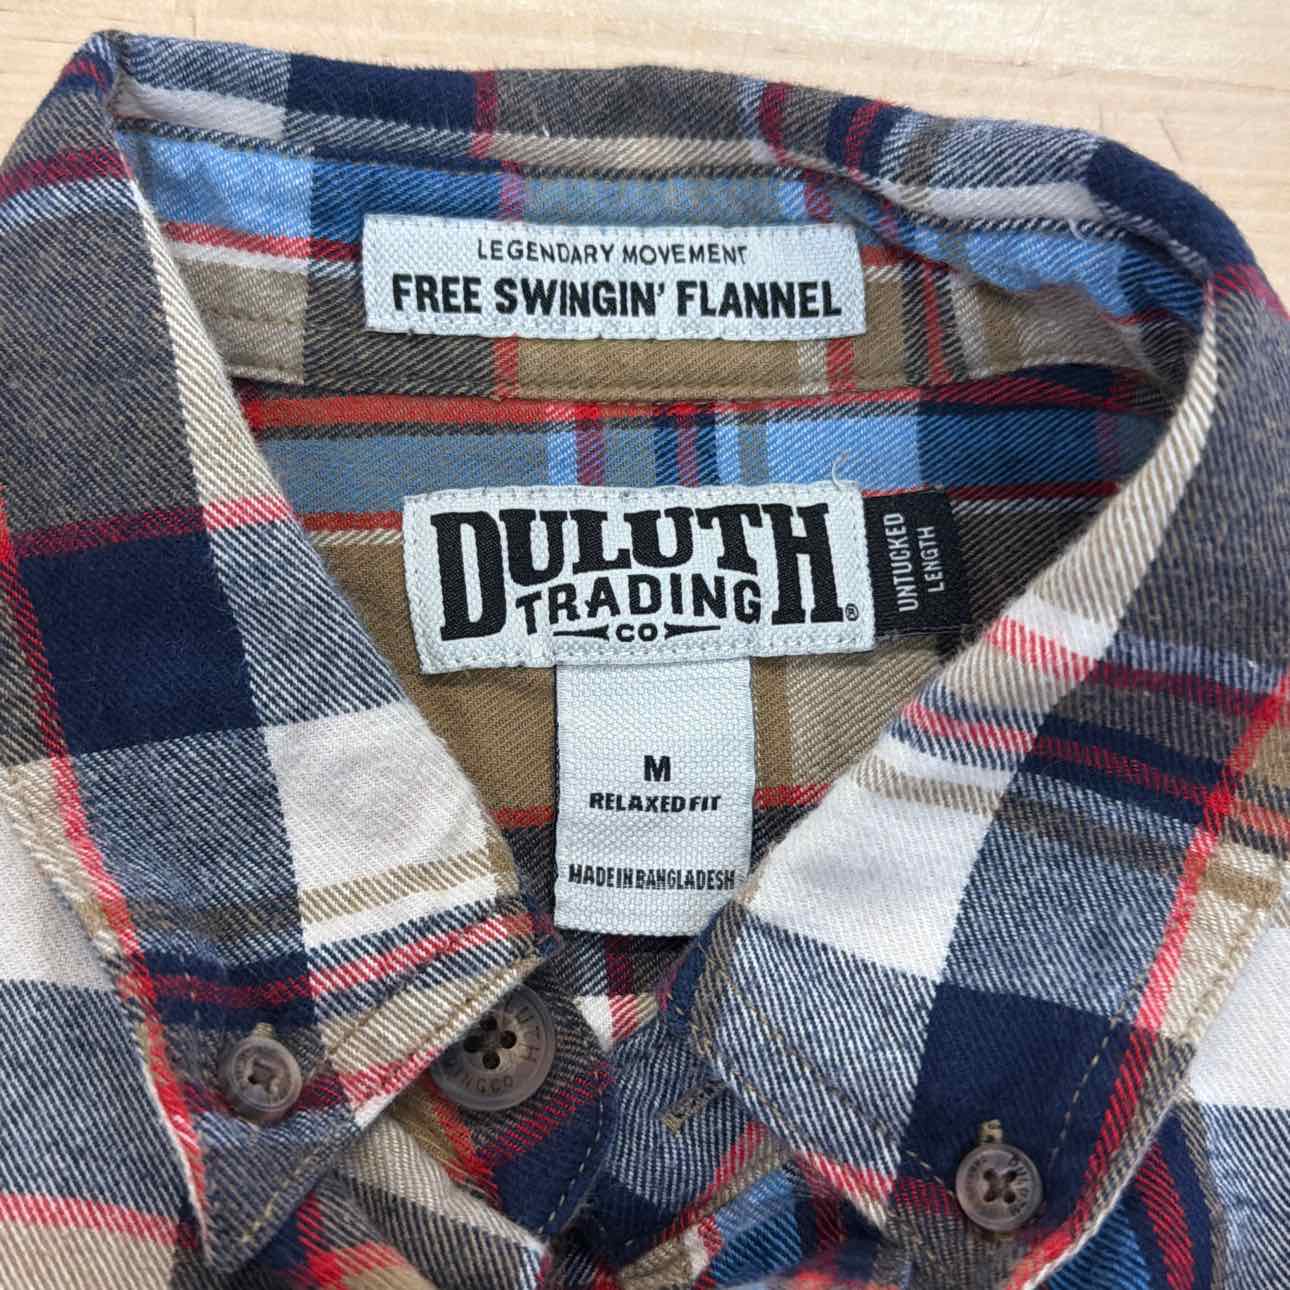 LEGENDARY MOVEMENT
FREE SWINGIN' FLANNEL
DULUTH
TRADING
CO
®
UNTUCKED
LENGTH
M
RELAXED FIT
MADE IN BANGLADESH